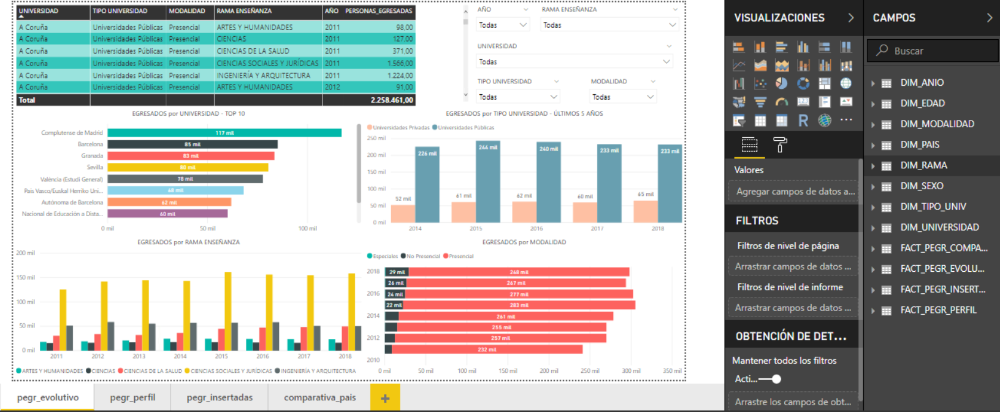 UNIVERSIDAD TIPO UNIVERSIDAD MODALIDAD RAMA ENSEÑANZA AÑO PERSONAS_EGRESADAS
A Coruña Universidades Públicas Presencial ARTES Y HUMANIDADES 2011 98,00
A Coruña Universidades Públicas Presencial CIENCIAS 2011 127,00
A Coruña Universidades Públicas Presencial CIENCIAS DE LA SALUD 2011 371,00
A Coruña Universidades Públicas Presencial CIENCIAS SOCIALES Y JURÍDICAS 2011 1.566,00
A Coruña Universidades Públicas Presencial INGENIERÍA Y ARQUITECTURA 2011 1.224,00
A Coruña Universidades Públicas Presencial ARTES Y HUMANIDADES 2012 91,00
Total 2.258.461,00
AÑO RAMA ENSEÑANZA
Todas Todas
UNIVERSIDAD
Todas
TIPO UNIVERSIDAD MODALIDAD
Todas Todas
EGRESADOS por UNIVERSIDAD - TOP 10
Complutense de Madrid 117 mil
Barcelona 85 mil
Granada 83 mil
Sevilla 80 mil
València (Estudi General) 78 mil
País Vasco/Euskal Herriko Uni... 68 mil
Autónoma de Barcelona 62 mil
Nacional de Educación a Dista... 60 mil
0 mil 50 mil 100 mil
EGRESADOS por TIPO UNIVERSIDAD - ÚLTIMOS 5 AÑOS
Universidades Privadas Universidades Públicas
250 mil
200 mil
150 mil
100 mil
50 mil
0 mil
52 mil 226 mil 61 mil 244 mil 62 mil 240 mil 60 mil 233 mil 65 mil 233 mil
2014 2015 2016 2017 2018
EGRESADOS por RAMA ENSEÑANZA
200 mil
150 mil
100 mil
50 mil
0 mil
2011 2012 2013 2014 2015 2016 2017 2018
ARTES Y HUMANIDADES CIENCIAS CIENCIAS DE LA SALUD CIENCIAS SOCIALES Y JURÍDICAS INGENIERÍA Y ARQUITECTURA
EGRESADOS por MODALIDAD
Especiales No Presencial Presencial
2018 29 mil 268 mil
26 mil 267 mil
2016 24 mil 277 mil
22 mil 283 mil
2014 261 mil
255 mil
2012 257 mil
232 mil
2010
0 mil 50 mil 100 mil 150 mil 200 mil 250 mil 300 mil 350 mil
pegr_evolutivo pegr_perfil pegr_insertadas comparativa_pais +
VISUALIZACIONES
R
Valores
Agregar campos de datos a...
FILTROS
Filtros de nivel de página
Arrastrar campos de datos ...
Filtros de nivel de informe
Arrastrar campos de datos ...
OBTENCIÓN DE DET...
Mantener todos los filtros
Acti...
Arrastre los campos de obt...
CAMPOS
Buscar
DIM_ANIO
DIM_EDAD
DIM_MODALIDAD
DIM_PAIS
DIM_RAMA
DIM_SEXO
DIM_TIPO_UNIV
DIM_UNIVERSIDAD
FACT_PEGR_COMPA...
FACT_PEGR_EVOLU...
FACT_PEGR_INSERT...
FACT_PEGR_PERFIL